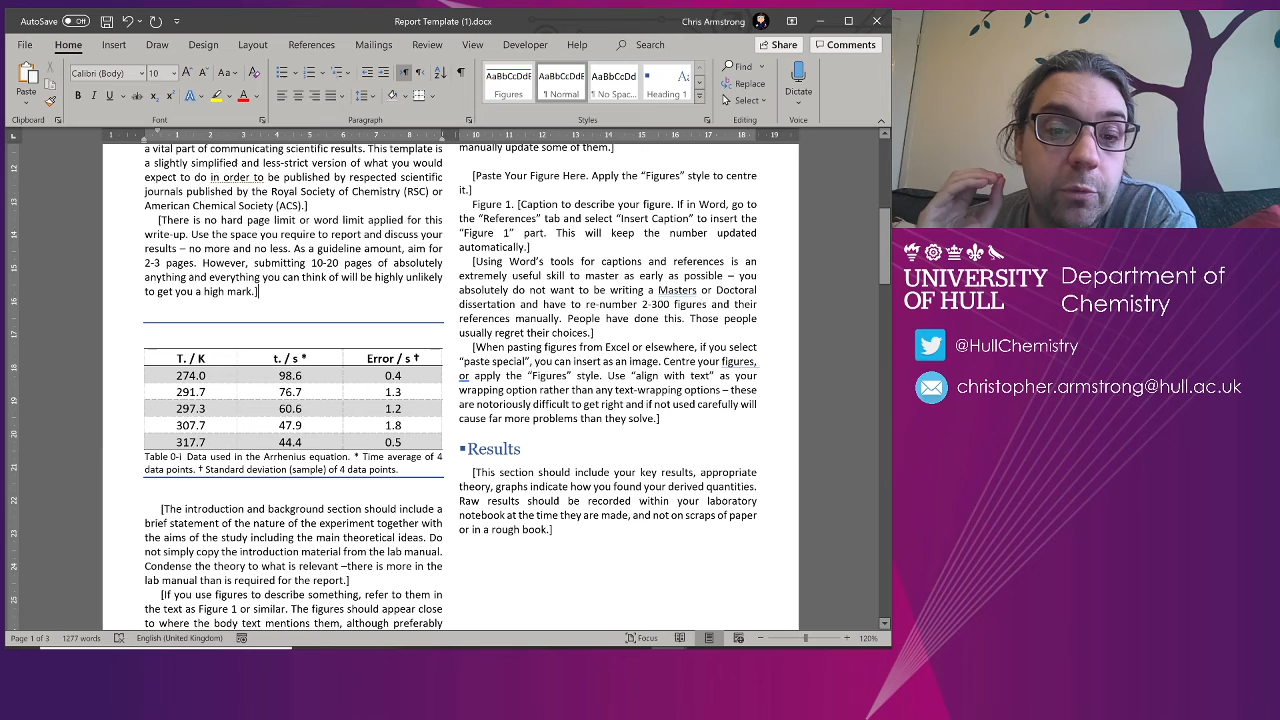 AutoSave
Off
Report Template (1).docx
Chris Armstrong
File
Home
Insert
Draw
Design
Layout
References
Mailings
Review
View
Developer
Help
Search
Share
Comments
Paste
Calibri (Body)
10
Clipboard
Font
Paragraph
AaBbCcDdE
AaBbCcDdE
AaBbCcDd
Figures
¶ Normal
¶ No Spac...
Heading 1
Styles
Find
Replace
Select
Editing
Dictate
Voice
a vital part of communicating scientific results. This template is
a slightly simplified and less-strict version of what you would
expect to do in order to be published by respected scientific
journals published by the Royal Society of Chemistry (RSC) or
American Chemical Society (ACS).]
[There is no hard page limit or word limit applied for this
write-up. Use the space you require to report and discuss your
results – no more and no less. As a guideline amount, aim for
2-3 pages. However submitting 10-20 pages of absolutely
anything and everything you can think of will be highly unlikely
to get you a high mark.]
T. / K t. / s * Error / s †
274.0 98.6 0.4
291.7 76.7 1.3
297.3 60.6 1.2
307.7 47.9 1.8
317.7 44.4 0.5
Table 0-i Data used in the Arrhenius equation. * Time average of 4
data points. † Standard deviation (sample) of 4 data points.
[The introduction and background section should include a
brief statement of the nature of the experiment together with
the aims of the study including the main theoretical ideas. Do
not simply copy the introduction material from the lab manual.
Condense the theory to what is relevant –there is more in the
lab manual than is required for the report.]
[If you use figures to describe something, refer to them in
the text as Figure 1 or similar. The figures should appear close
to where the body text mentions them, although preferably
manually update some of them.]
[Paste Your Figure Here. Apply the “Figures” style to centre
it.]
Figure 1. [Caption to describe your figure. If in Word, go to
the “References” tab and select “Insert Caption” to insert the
“Figure 1” part. This will keep the number updated
automatically.]
[Using Word’s tools for captions and references is an
extremely useful skill to master as early as possible – you
absolutely do not want to be writing a Masters or Doctoral
dissertation and have to re-number 2-300 figures and their
references manually. People have done this. Those people
usually regret their choices.]
[When pasting figures from Excel or elsewhere, if you select
“paste special”, you can insert as an image. Centre your figures,
or apply the “Figures” style. Use “align with text” as your
wrapping option rather than any text-wrapping options – these
are notoriously difficult to get right and if not used carefully will
cause far more problems than they solve.]
Results
[This section should include your key results, appropriate
theory, graphs indicate how you found your derived quantities.
Raw results should be recorded within your laboratory
notebook at the time they are made, and not on scraps of paper
or in a rough book.]
Page 1 of 3
1277 words
English (United Kingdom)
Focus
120%
UNIVERSITY
OF HULL
Department of
Chemistry
@HullChemistry
christopher.armstrong@hull.ac.uk